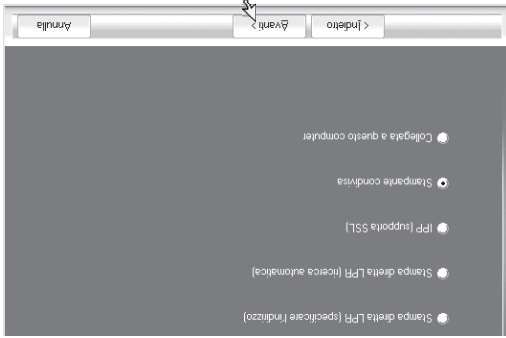 Stampa diretta LPR (specificare l'indirizzo)
Stampa diretta LPR (ricerca automatica)
IPP (supporta SSL)
Stampante condivisa
Collegata a questo computer
< Indietro
Avanti >
Annulla